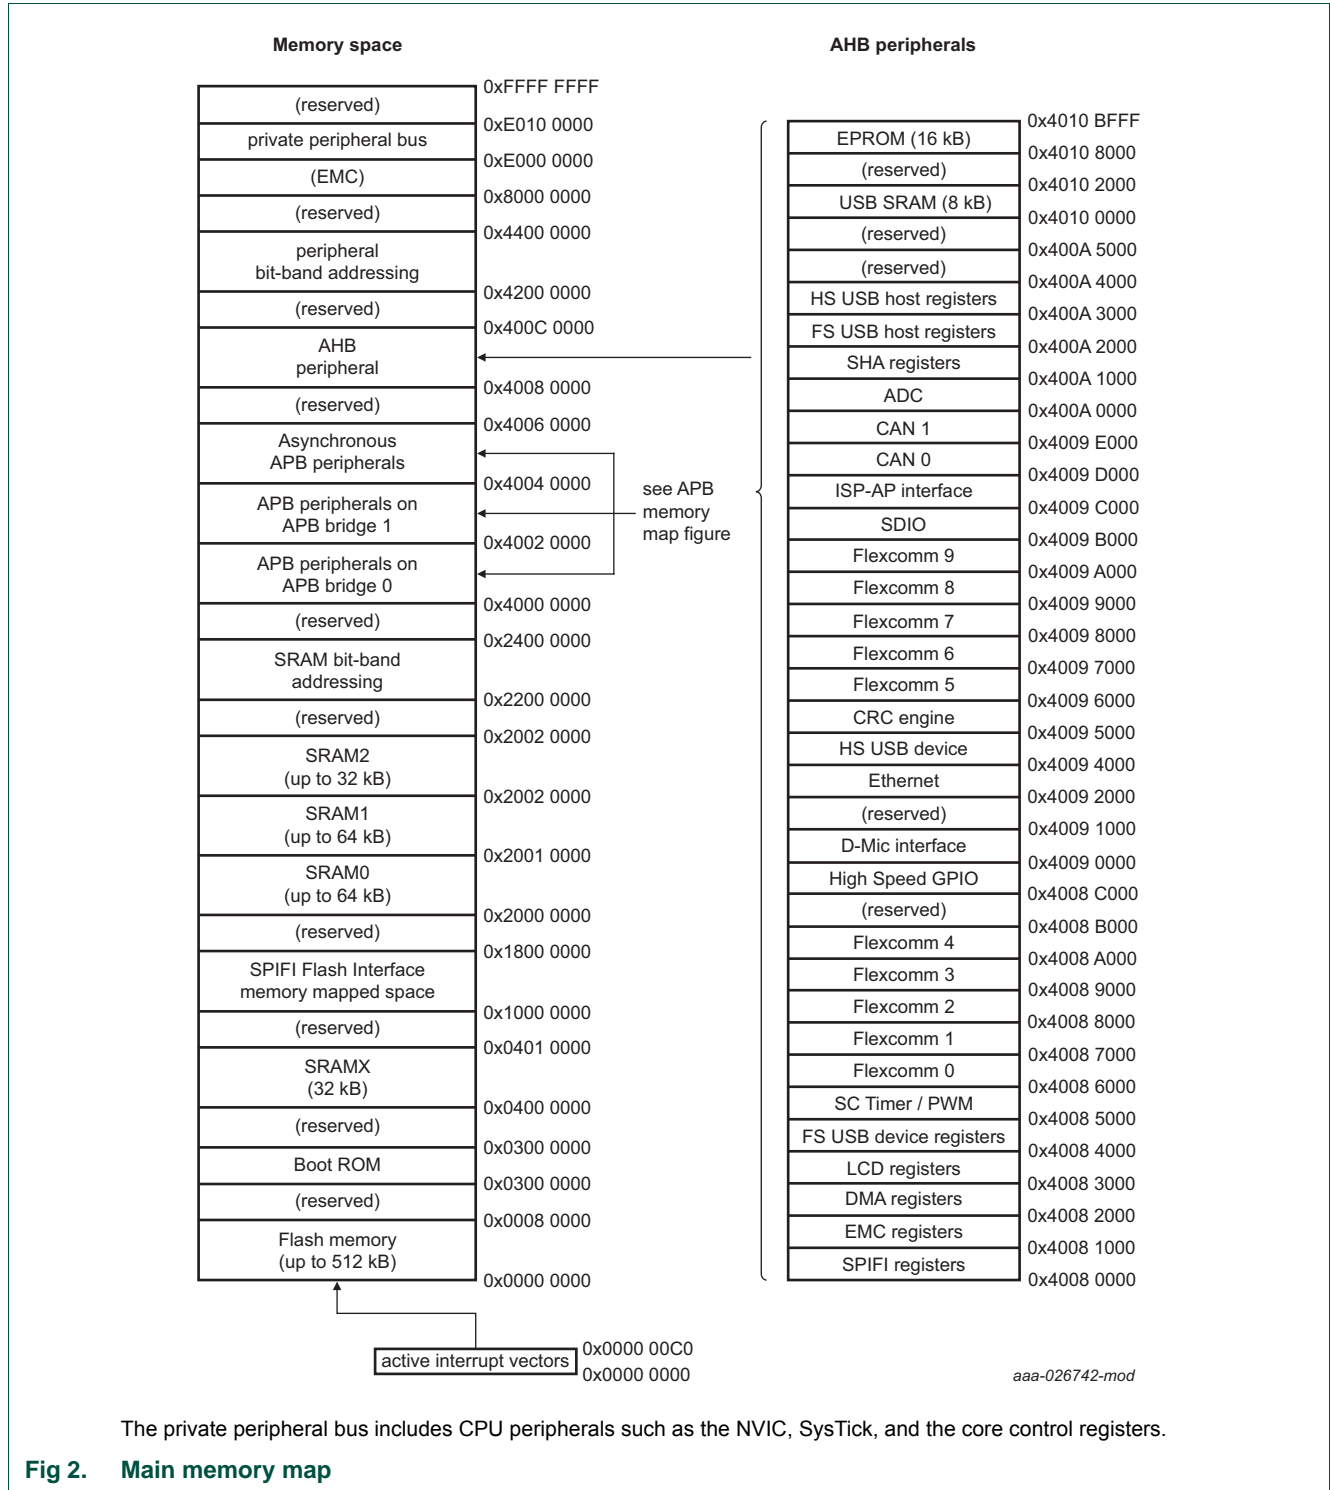 Memory space
0xFFFF FFFF
(reserved)
0xE010 0000
private peripheral bus
0xE000 0000
(EMC)
0x8000 0000
(reserved)
0x4400 0000
peripheral
bit-band addressing
0x4200 0000
(reserved)
0x400C 0000
AHB
peripheral
0x4008 0000
(reserved)
0x4006 0000
Asynchronous
APB peripherals
0x4004 0000
APB peripherals on
APB bridge 1
0x4002 0000
APB peripherals on
APB bridge 0
0x4000 0000
(reserved)
0x2400 0000
SRAM bit-band
addressing
0x2200 0000
(reserved)
0x2002 0000
SRAM2
(up to 32 kB)
0x2002 0000
SRAM1
(up to 64 kB)
0x2001 0000
SRAM0
(up to 64 kB)
0x2000 0000
(reserved)
0x1800 0000
SPIFI Flash Interface
memory mapped space
0x1000 0000
(reserved)
0x0401 0000
SRAMX
(32 kB)
0x0400 0000
(reserved)
0x0300 0000
Boot ROM
0x0300 0000
(reserved)
0x0008 0000
Flash memory
(up to 512 kB)
0x0000 0000
active interrupt vectors
0x0000 00C0
0x0000 0000
see APB
memory
map figure
AHB peripherals
0x4010 BFFF
EPROM (16 kB)
0x4010 8000
(reserved)
0x4010 2000
USB SRAM (8 kB)
0x4010 0000
(reserved)
0x400A 5000
(reserved)
0x400A 4000
HS USB host registers
0x400A 3000
FS USB host registers
0x400A 2000
SHA registers
0x400A 1000
ADC
0x400A 0000
CAN 1
0x4009 E000
CAN 0
0x4009 D000
ISP-AP interface
0x4009 C000
SDIO
0x4009 B000
Flexcomm 9
0x4009 A000
Flexcomm 8
0x4009 9000
Flexcomm 7
0x4009 8000
Flexcomm 6
0x4009 7000
Flexcomm 5
0x4009 6000
CRC engine
0x4009 5000
HS USB device
0x4009 4000
Ethernet
0x4009 2000
(reserved)
0x4009 1000
D-Mic interface
0x4009 0000
High Speed GPIO
0x4008 C000
(reserved)
0x4008 B000
Flexcomm 4
0x4008 A000
Flexcomm 3
0x4008 9000
Flexcomm 2
0x4008 8000
Flexcomm 1
0x4008 7000
Flexcomm 0
0x4008 6000
SC Timer / PWM
0x4008 5000
FS USB device registers
0x4008 4000
LCD registers
0x4008 3000
DMA registers
0x4008 2000
EMC registers
0x4008 1000
SPIFI registers
0x4008 0000
aaa-026742-mod
The private peripheral bus includes CPU peripherals such as the NVIC, SysTick, and the core control registers.
Fig 2. Main memory map